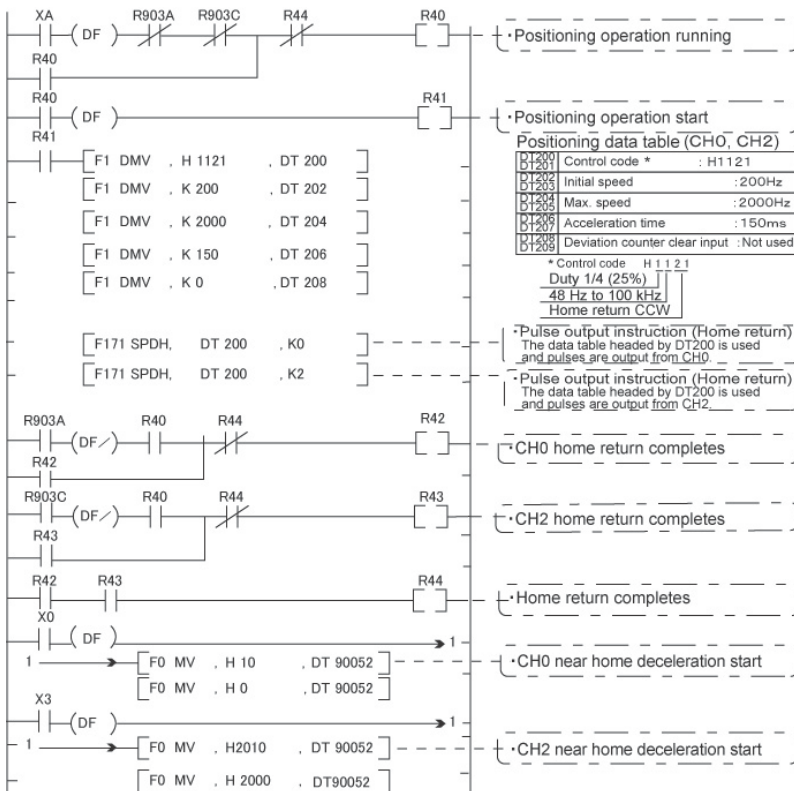 XA R903A R903C R44 R40
( DF ) ·Positioning operation running
R40
R40 R41
( DF ) ·Positioning operation start
R41 Positioning data table (CH0, CH2)
F1 DMV , H 1121 , DT 200
DT200 DT201 Control code * : H1121
F1 DMV , K 200 , DT 202
DT202 DT203 Initial speed :200Hz
F1 DMV , K 2000 , DT 204
DT204 DT205 Max. speed :2000Hz
F1 DMV , K 150 , DT 206
DT206 DT207 Acceleration time :150ms
F1 DMV , K 0 , DT 208
DT208 DT209 Deviation counter clear input :Not used
* Control code H 1 1 2 1
Duty 1/4 (25%)
48 Hz to 100 kHz
Home return CCW
F171 SPDH, DT 200 , K0
·Pulse output instruction (Home return)
The data table headed by DT200 is used
and pulses are output from CH0.
F171 SPDH, DT 200 , K2
·Pulse output instruction (Home return)
The data table headed by DT200 is used
and pulses are output from CH2.
R903A R40 R44 R42
(DF/) ·CH0 home return completes
R42
R903C R40 R44 R43
(DF/) ·CH2 home return completes
R43
R42 R43 R44
·Home return completes
X0
( DF ) 1
1 F0 MV , H 10 , DT 90052 ·CH0 near home deceleration start
F0 MV , H 0 , DT 90052
X3
(DF ) 1
1 F0 MV , H2010 , DT 90052 ·CH2 near home deceleration start
F0 MV , H 2000 , DT90052